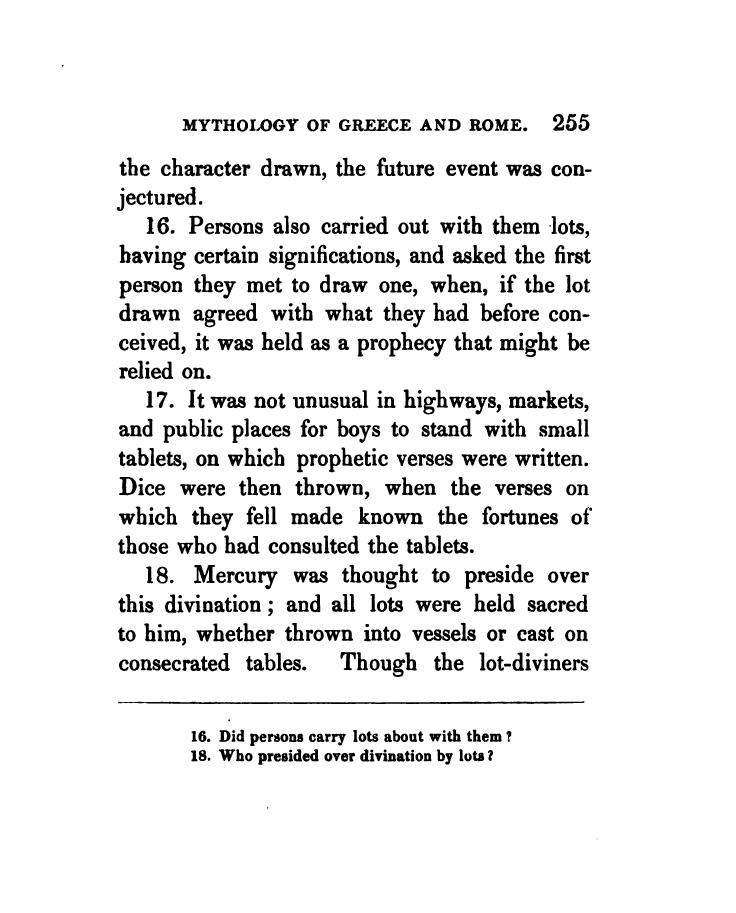 MYTHOLOGY OF GREECE AND ROME. 255
the character drawn, the future event was con-
jectured.
16. Persons also carried out with them lots,
having certain significations, and asked the first
person they met to draw one, when, if the lot
drawn agreed with what they had before con-
ceived, it was held as a prophecy that might be
relied on.
17. It was not unusual in highways, markets,
and public places for boys to stand with small
tablets, on which prophetic verses were written.
Dice were then thrown, when the verses on
which they fell made known the fortunes of
those who had consulted the tablets.
18. Mercury was thought to preside over
this divination; and all lots were held sacred
to him, whether thrown into vessels or cast on
consecrated tables. Though the lot-diviners
16. Did persons carry lots about with them?
18. Who presided over divination by lots?